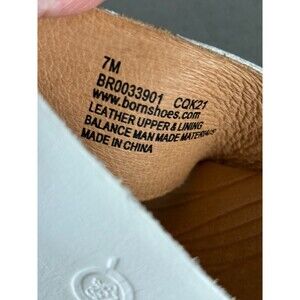 7M
BR0033901 CQK21
www.bornshoes.com
LEATHER UPPER & LINING
BALANCE MAN MADE MATERIALS
MADE IN CHINA